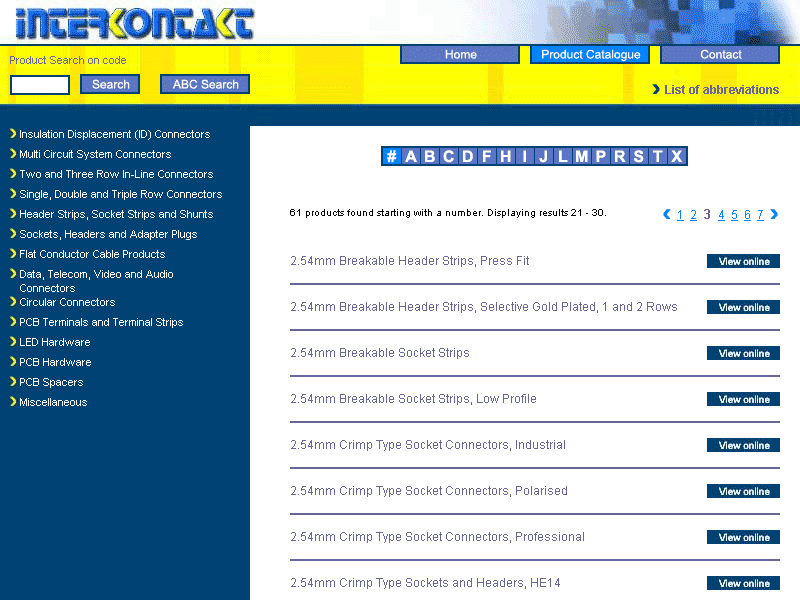 INTERKONTAKT
Product Search on code
Search
ABC Search
Home
Product Catalogue
Contact
List of abbreviations
Insulation Displacement (ID) Connectors
Multi Circuit System Connectors
Two and Three Row In-Line Connectors
Single, Double and Triple Row Connectors
Header Strips, Socket Strips and Shunts
Sockets, Headers and Adapter Plugs
Flat Conductor Cable Products
Data, Telecom, Video and Audio
Connectors
Circular Connectors
PCB Terminals and Terminal Strips
LED Hardware
PCB Hardware
PCB Spacers
Miscellaneous
# A B C D F H I J L M P R S T X
61 products found starting with a number. Displaying results 21 - 30.
1 2 3 4 5 6 7
2.54mm Breakable Header Strips, Press Fit View online
2.54mm Breakable Header Strips, Selective Gold Plated, 1 and 2 Rows View online
2.54mm Breakable Socket Strips View online
2.54mm Breakable Socket Strips, Low Profile View online
2.54mm Crimp Type Socket Connectors, Industrial View online
2.54mm Crimp Type Socket Connectors, Polarised View online
2.54mm Crimp Type Socket Connectors, Professional View online
2.54mm Crimp Type Sockets and Headers, HE14 View online